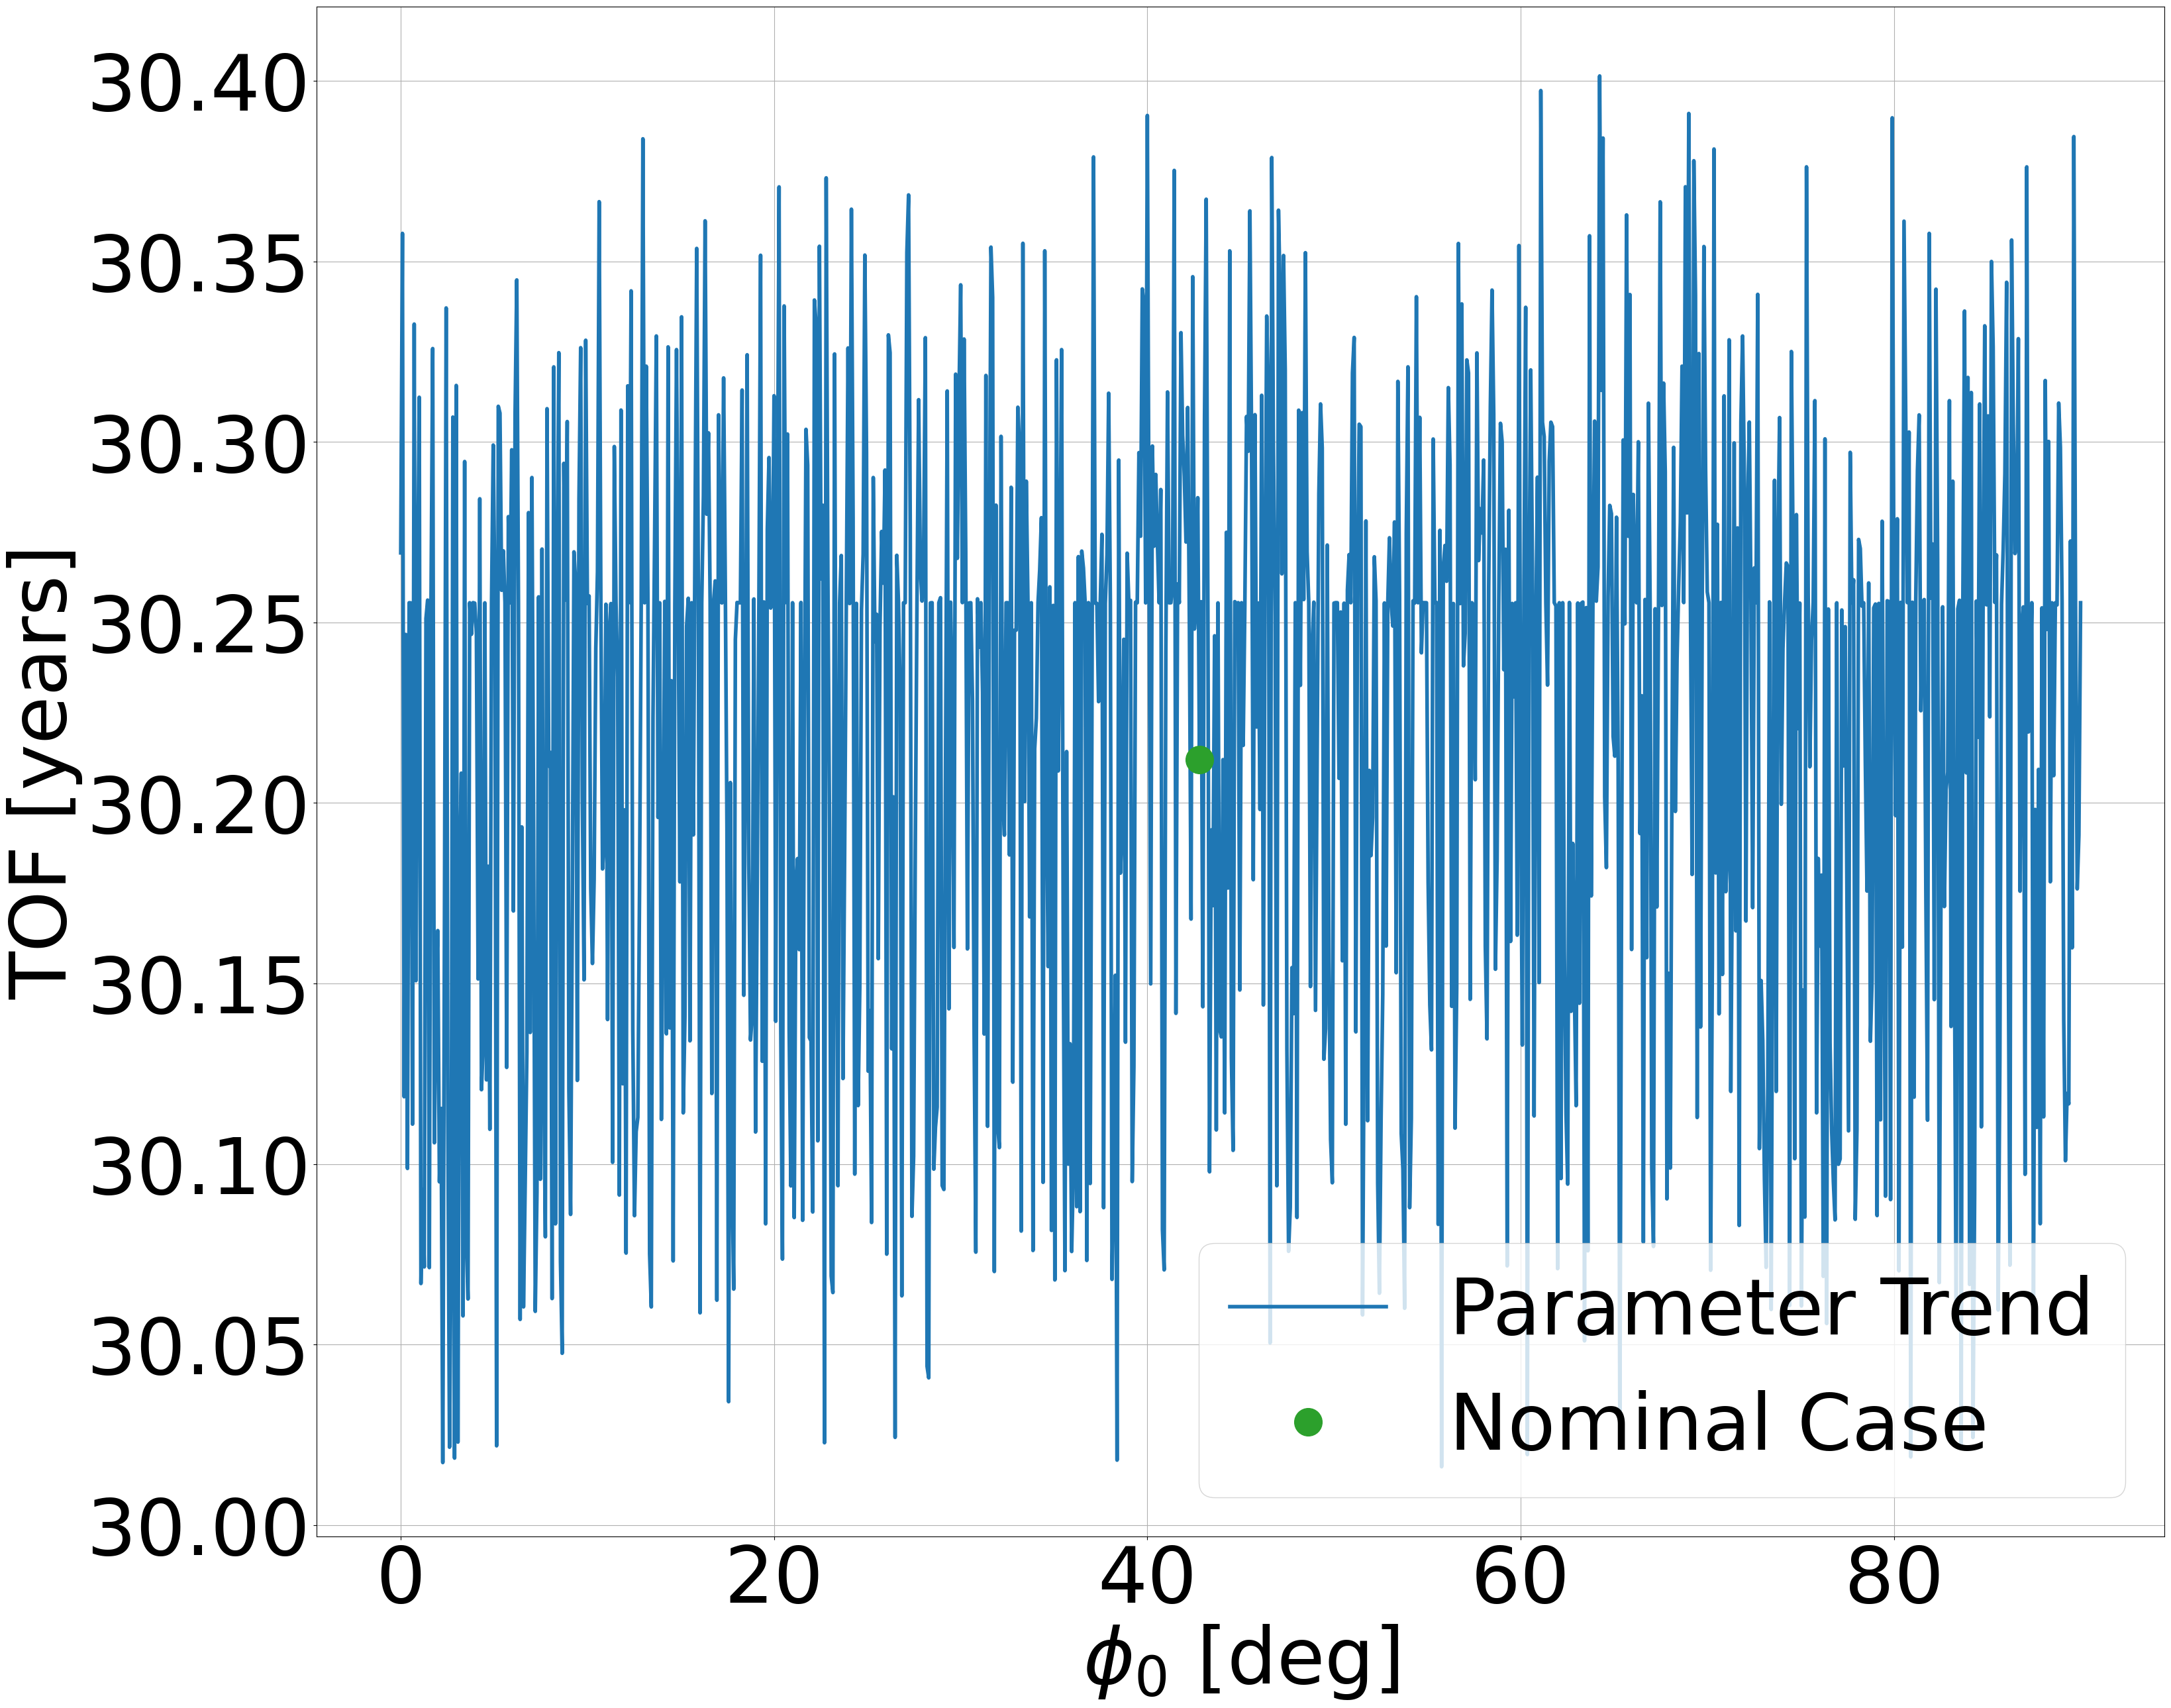 30.40
30.35
30.30
30.25
30.20
30.15
30.10
30.05
30.00
TOF [years]
0 20 40 60 80
ϕ₀ [deg]
Parameter Trend
Nominal Case